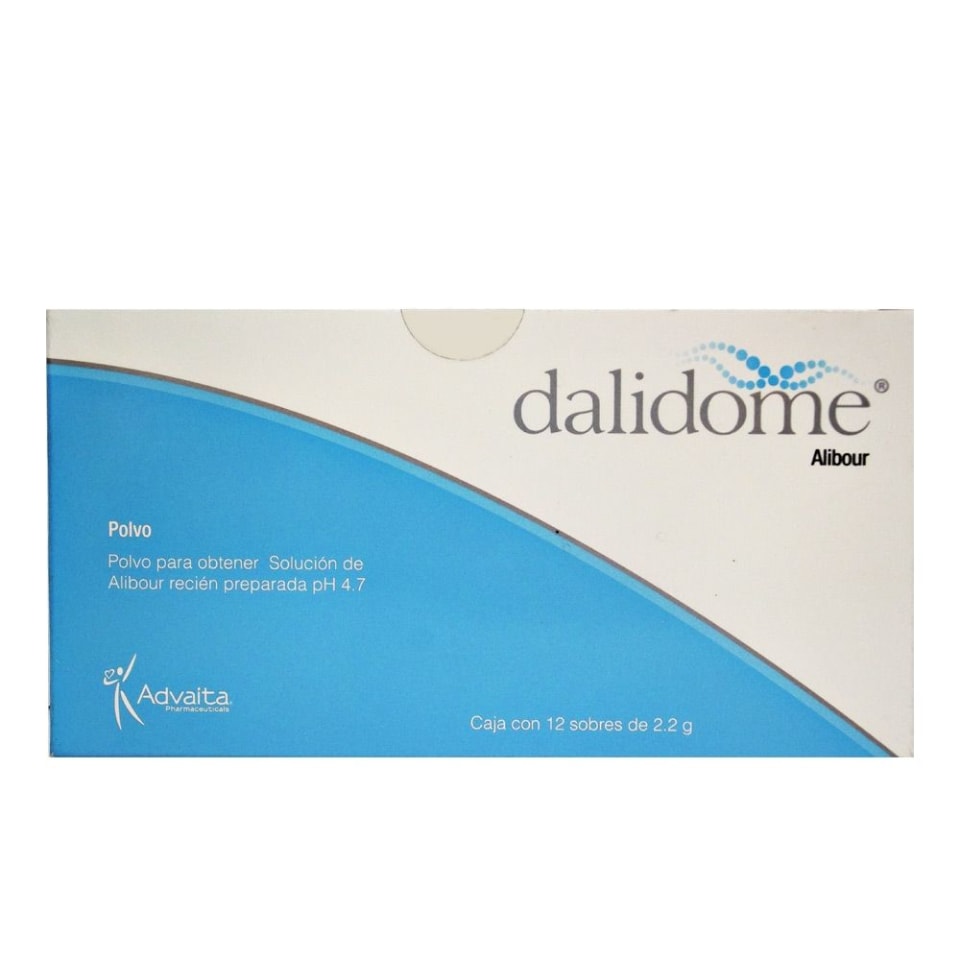 dalidome®
Alibour
Polvo
Polvo para obtener Solución de
Alibour recién preparada pH 4.7
Advaita
Pharmaceuticals
Caja con 12 sobres de 2.2 g